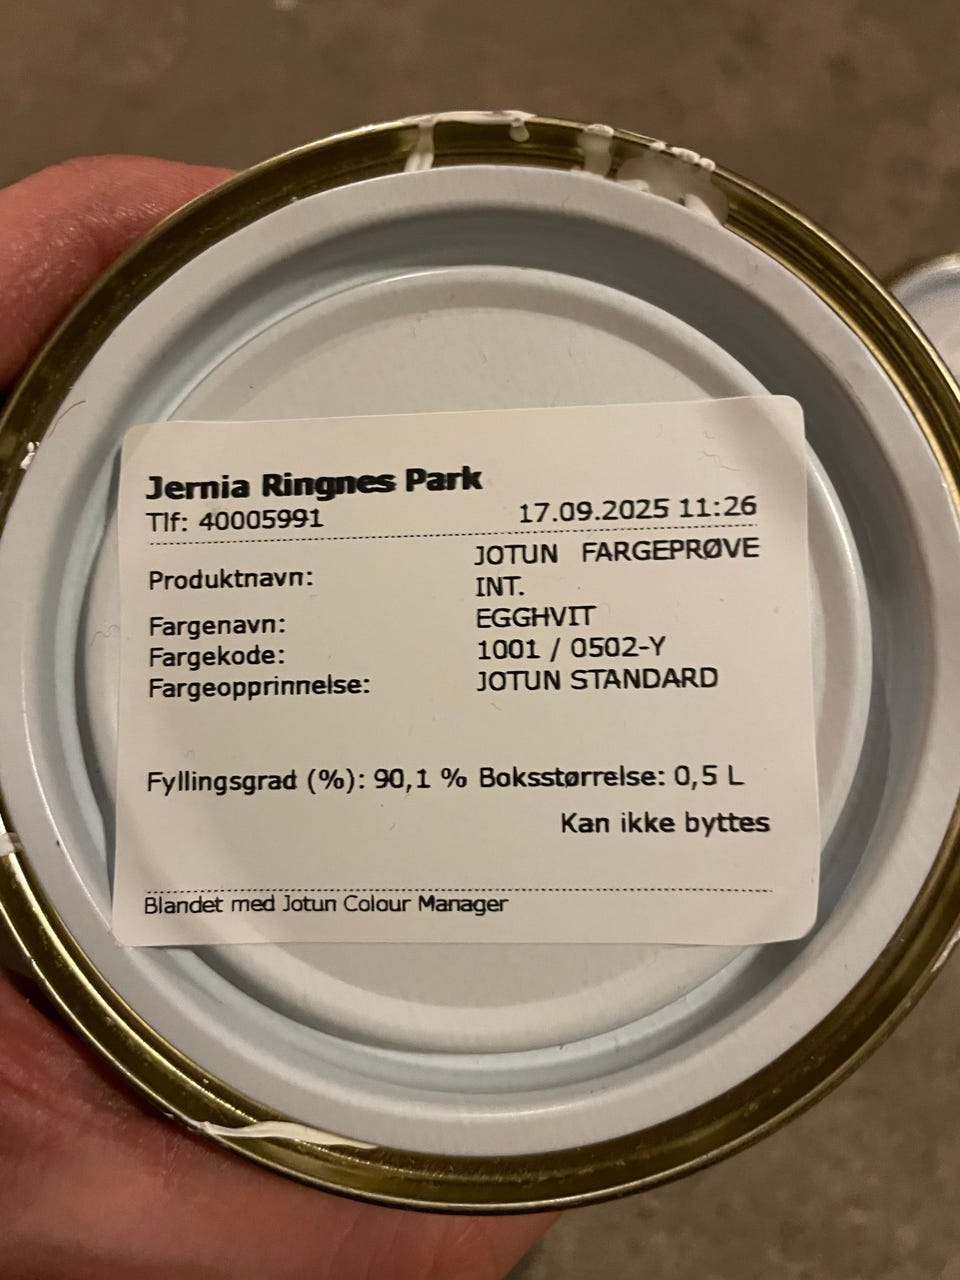 Jernia Ringnes Park
Tlf: 40005991 17.09.2025 11:26
Produktnavn: JOTUN FARGEPRØVE INT.
Fargenavn: EGGHVIT
Fargekode: 1001 / 0502-Y
Fargeopprinnelse: JOTUN STANDARD
Fyllingsgrad (%): 90,1 % Boksstørrelse: 0,5 L
Kan ikke byttes
Blandet med Jotun Colour Manager